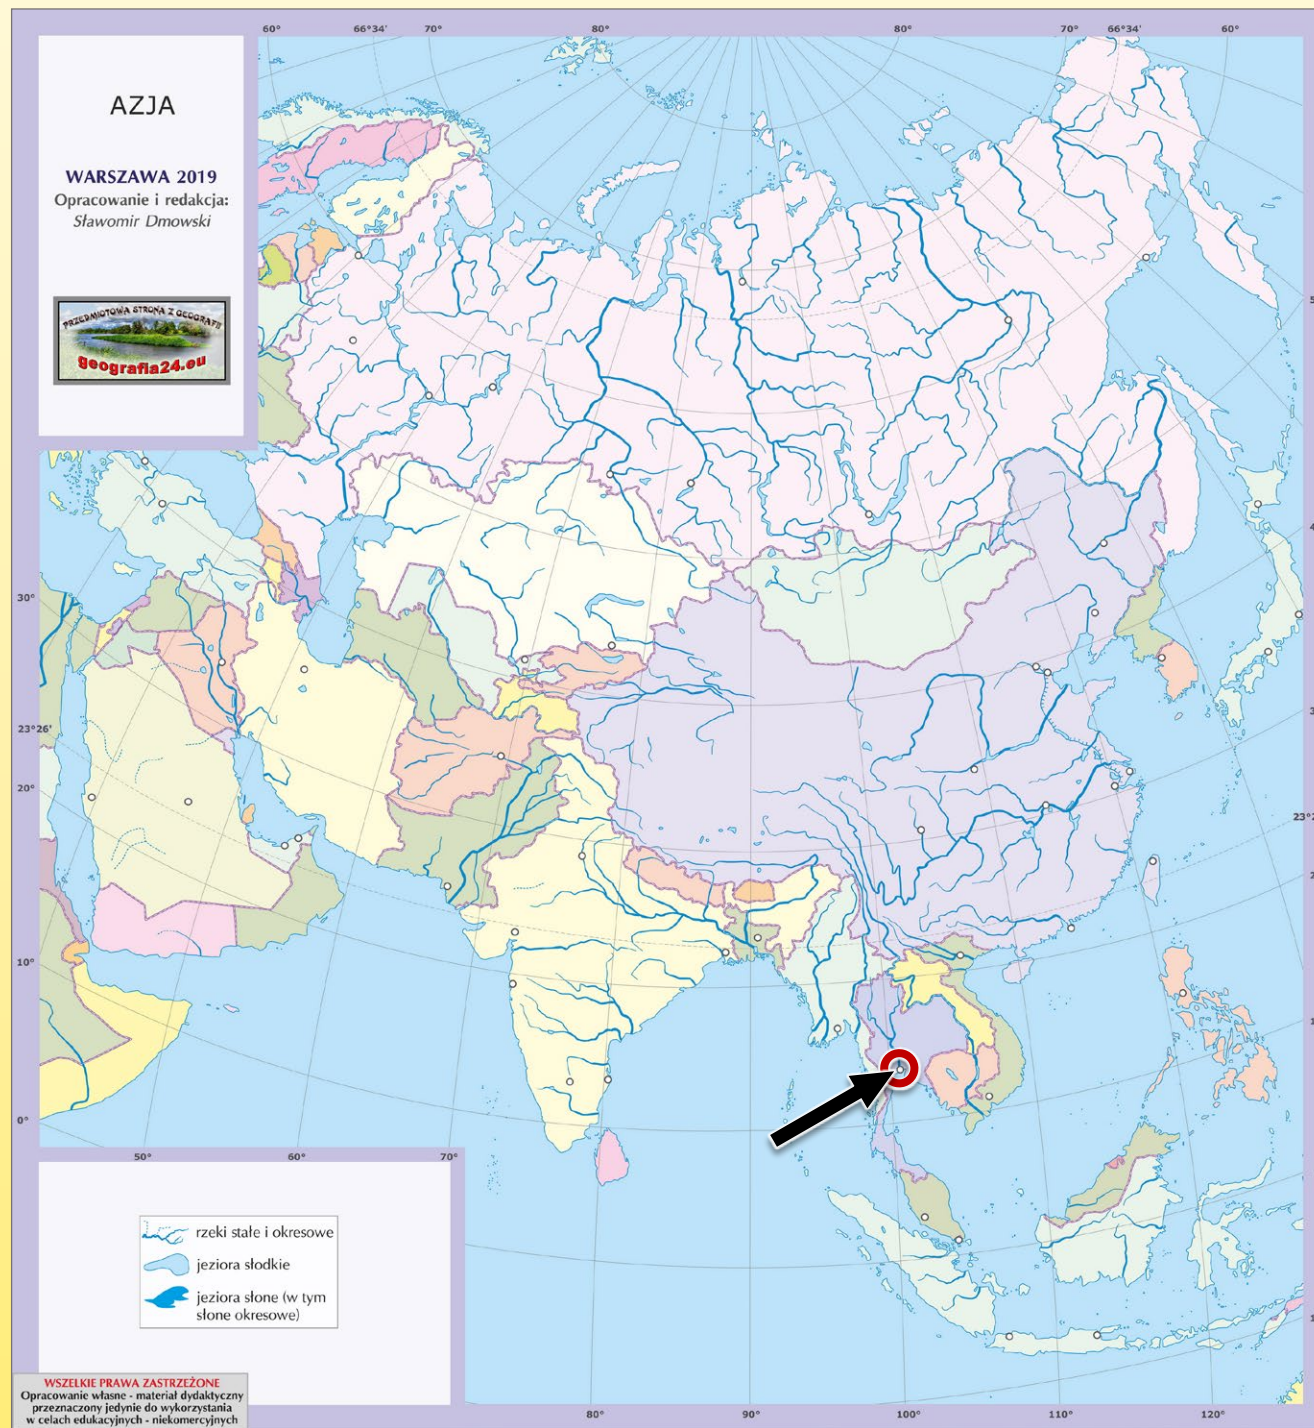 60°
66°34'
70°
80°
80°
70°
66°34'
60°
AZJA
WARSZAWA 2019
Opracowanie i redakcja:
Sławomir Dmowski
PRZEDMIOTOWA STRONA Z GEOGRAFII
geografia24.eu
30°
23°26'
20°
10°
0°
50°
60°
70°
rzeki stałe i okresowe
jeziora słodkie
jeziora słone (w tym
słone okresowe)
WSZELKIE PRAWA ZASTRZEŻONE
Opracowanie własne - materiał dydaktyczny
przeznaczony jedynie do wykorzystania
w celach edukacyjnych - niekomercyjnych
80°
90°
100°
110°
120°